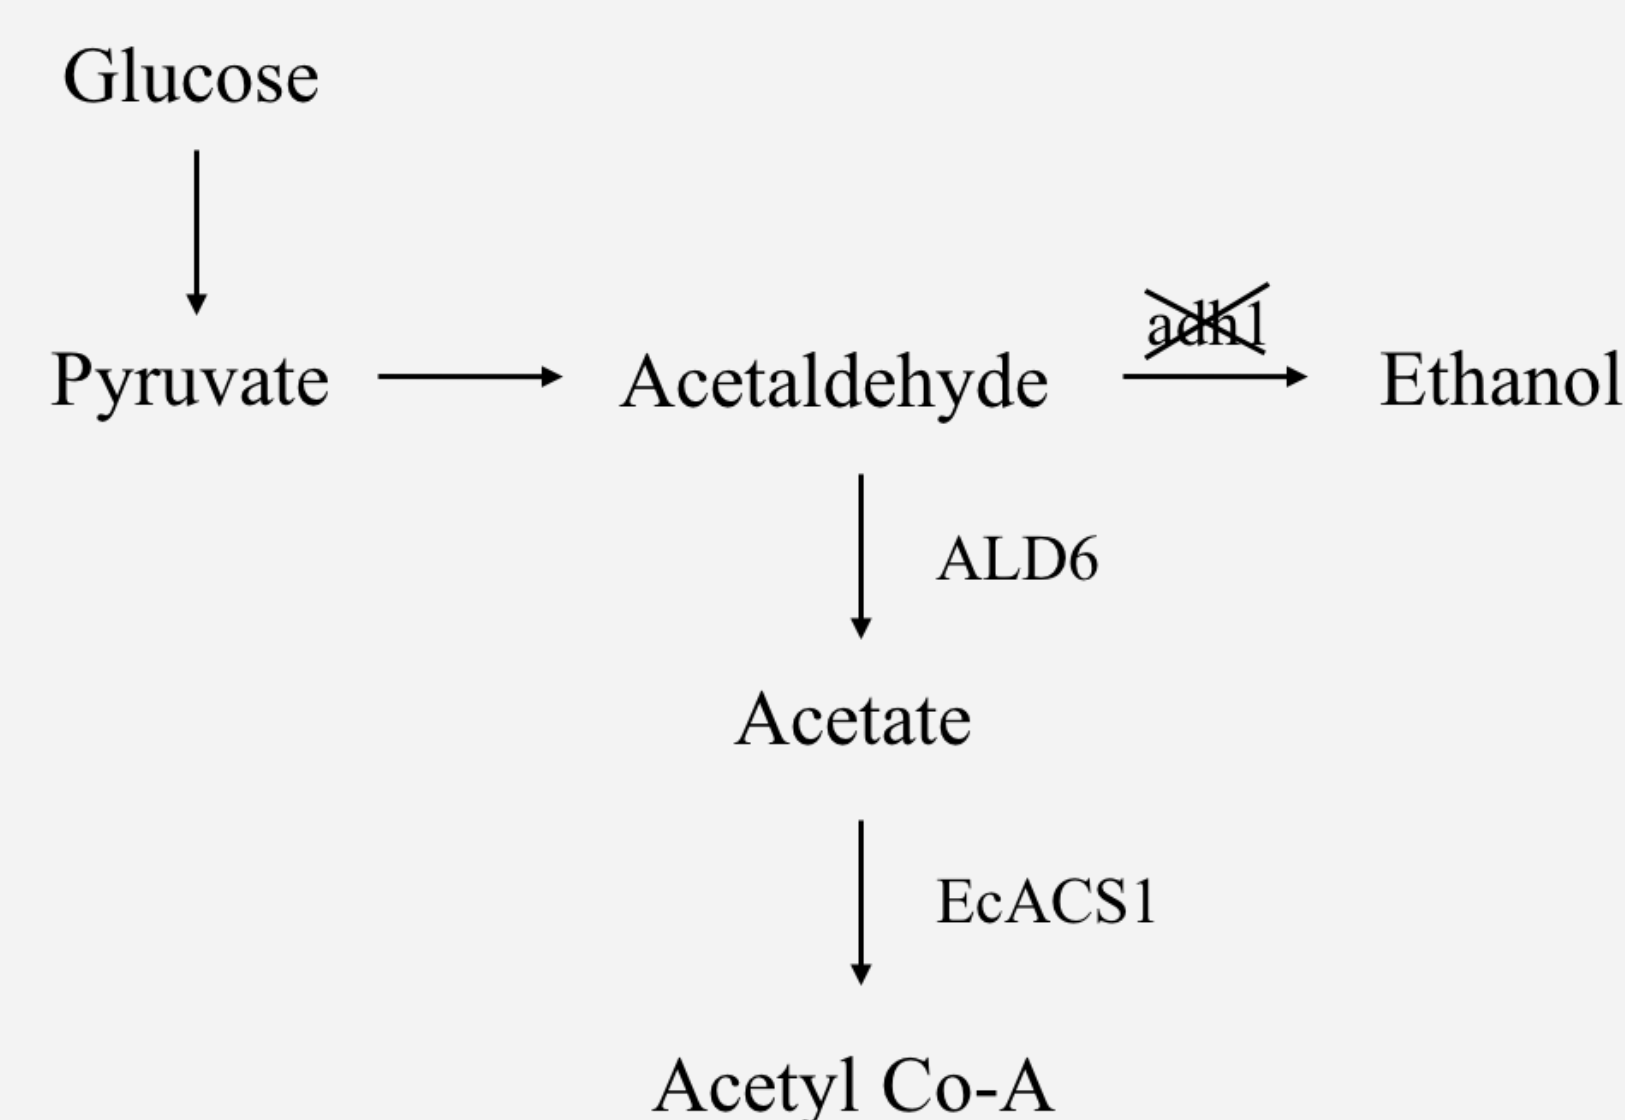 Glucose
adh1
Pyruvate
Acetaldehyde
Ethanol
ALD6
Acetate
EcACS1
Acetyl Co-A